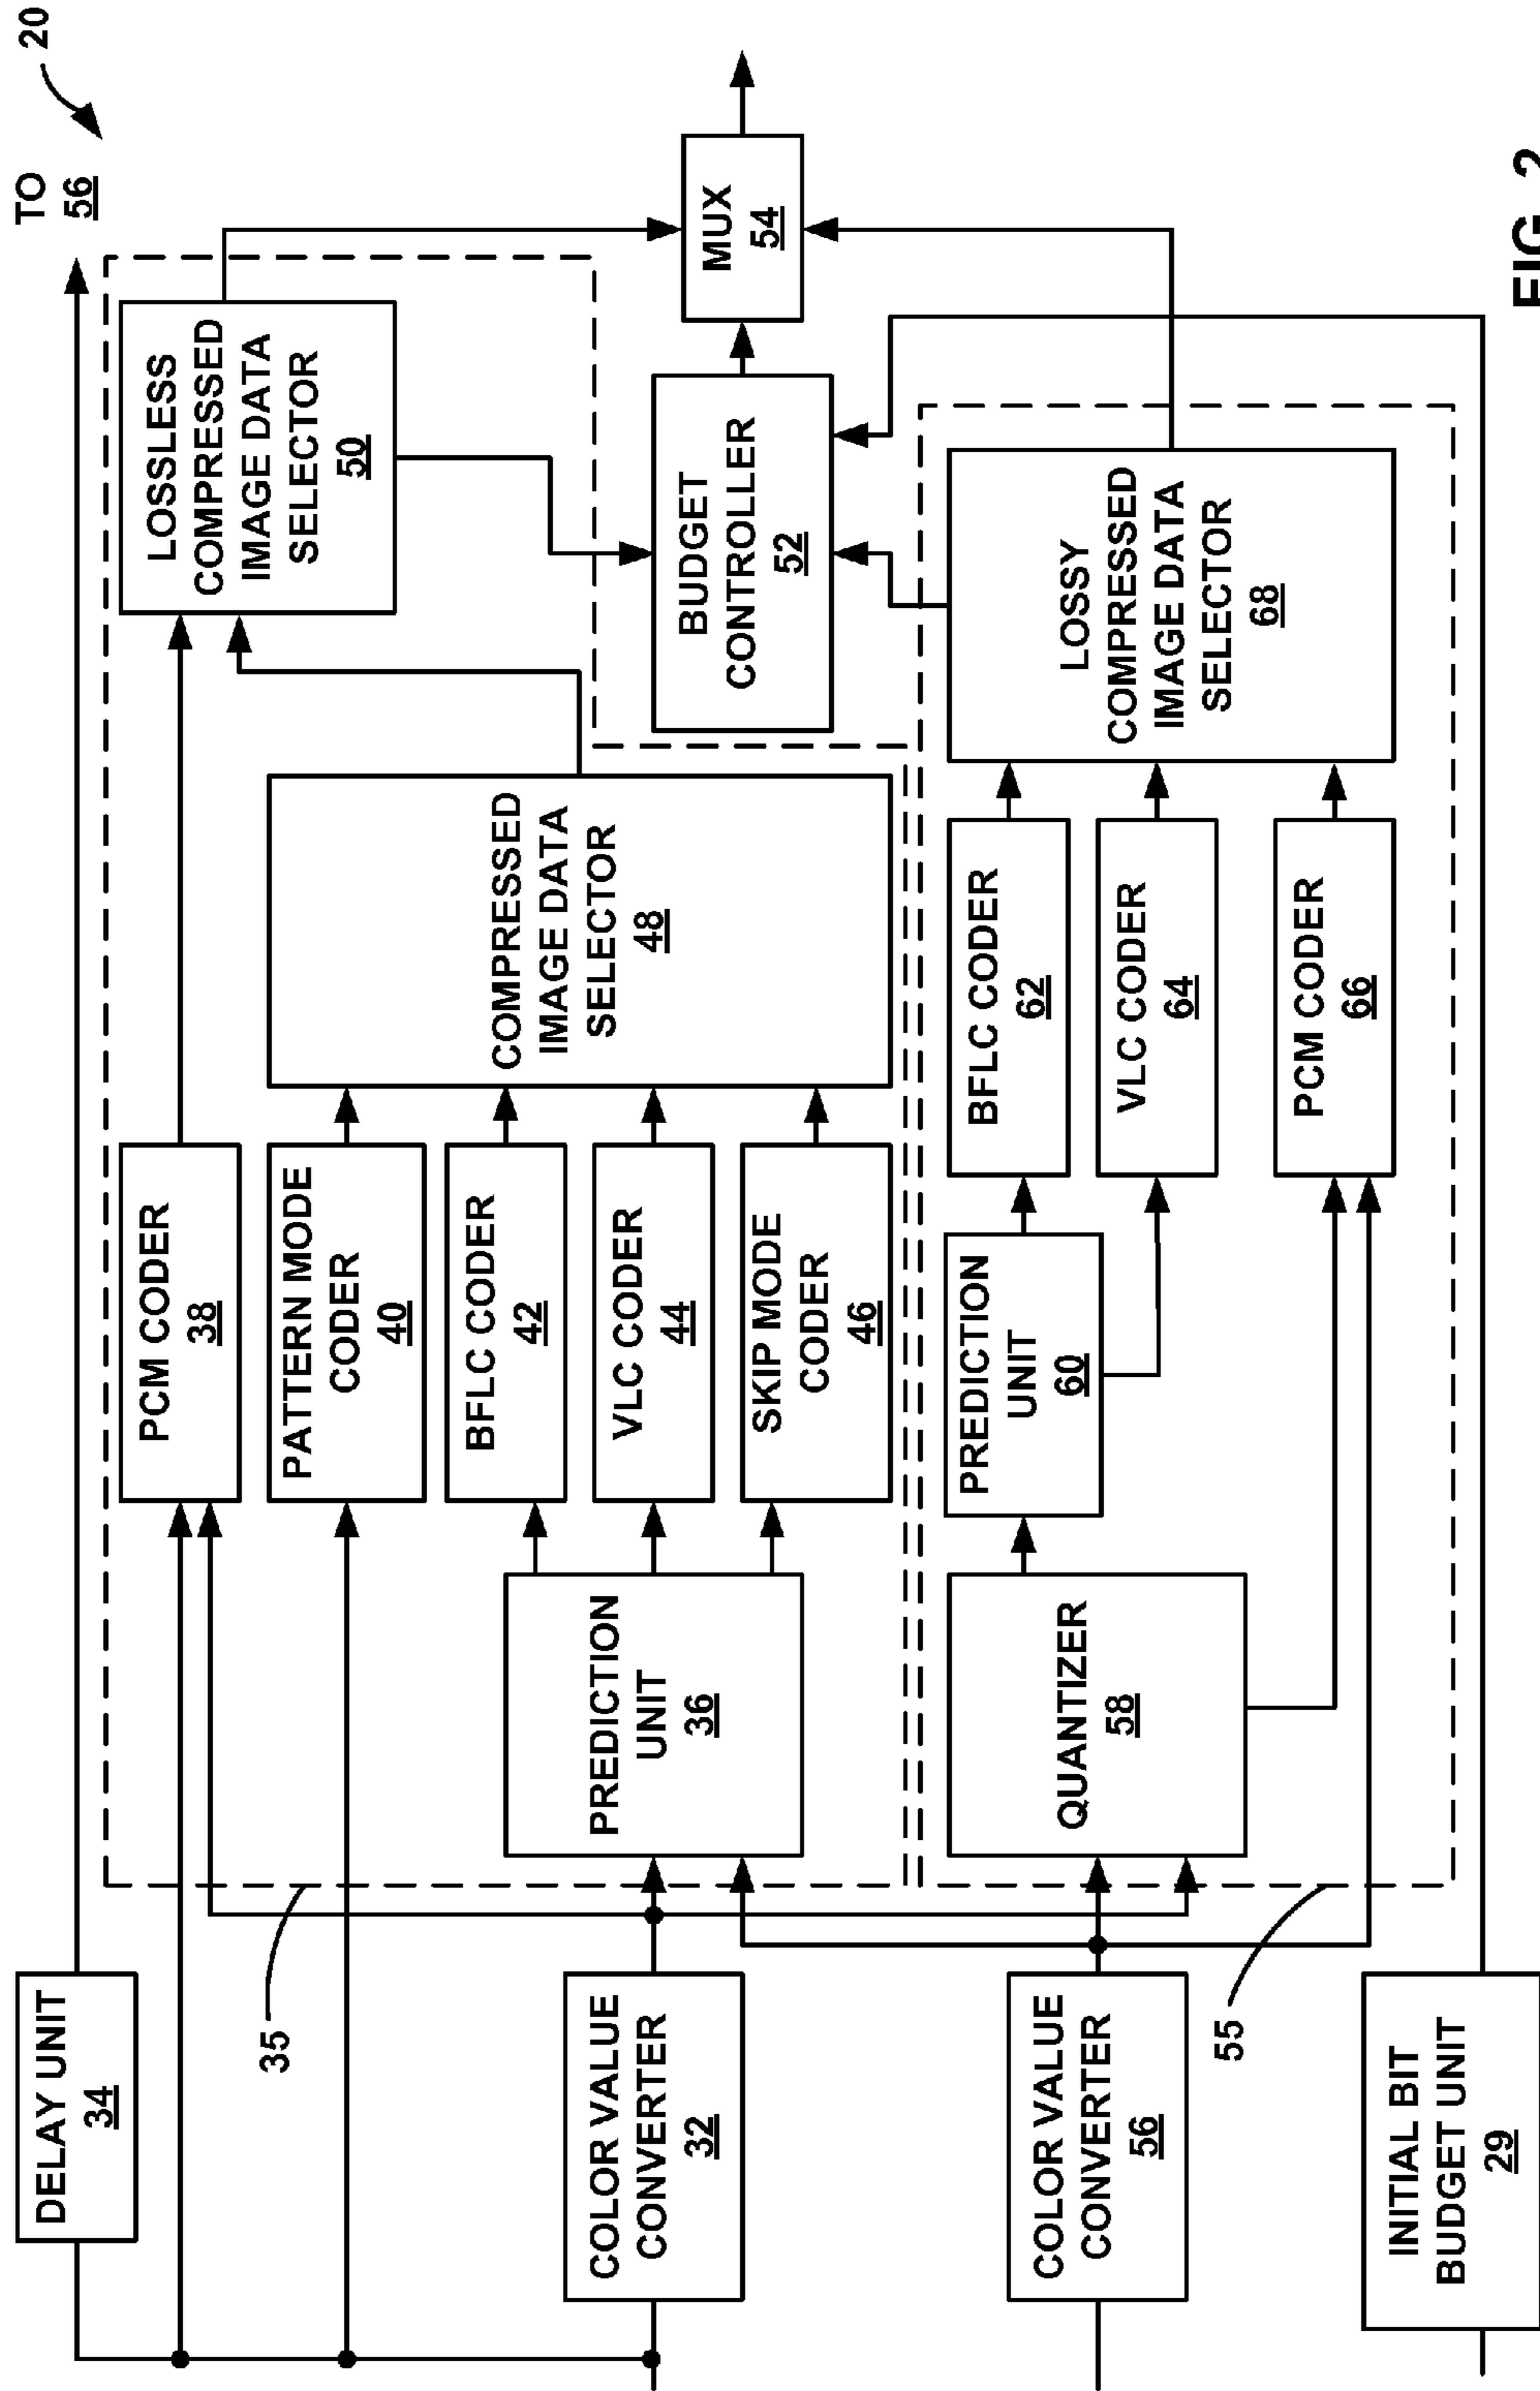 20
TO
56
DELAY UNIT
34
35
PCM CODER
38
LOSSLESS
COMPRESSED
IMAGE DATA
SELECTOR
50
PATTERN MODE
CODER
40
COLOR VALUE
CONVERTER
32
PREDICTION
UNIT
36
BFLC CODER
42
VLC CODER
44
SKIP MODE
CODER
46
COMPRESSED
IMAGE DATA
SELECTOR
48
BUDGET
CONTROLLER
52
MUX
54
COLOR VALUE
CONVERTER
56
QUANTIZER
58
PREDICTION
UNIT
60
BFLC CODER
62
VLC CODER
64
PCM CODER
66
LOSSY
COMPRESSED
IMAGE DATA
SELECTOR
68
55
INITIAL BIT
BUDGET UNIT
29
FIG. 2